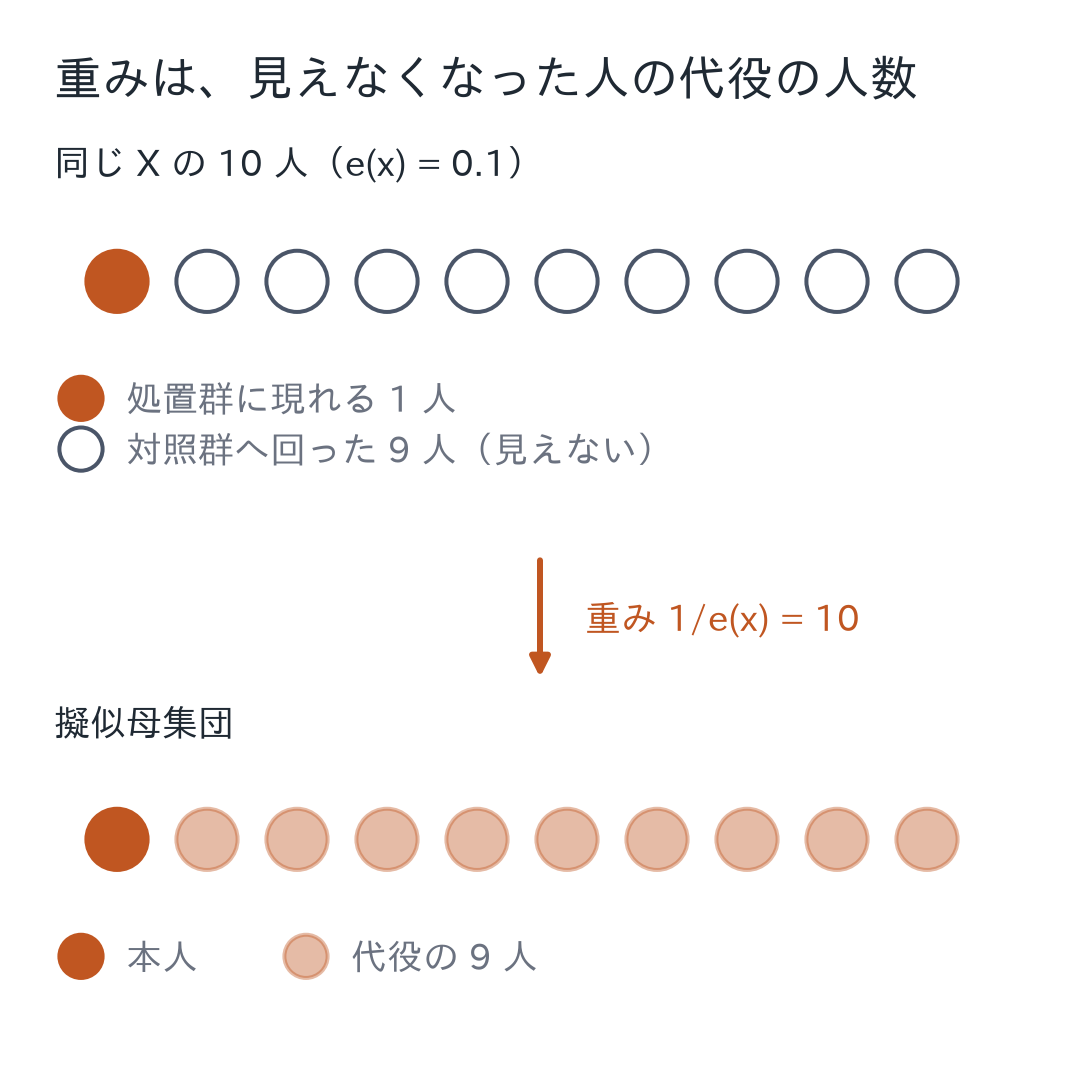 重みは、見えなくなった人の代役の人数
同じ X の 10 人（e(x) = 0.1）
処置群に現れる 1 人
対照群へ回った 9 人（見えない）
重み 1/e(x) = 10
擬似母集団
本人
代役の 9 人